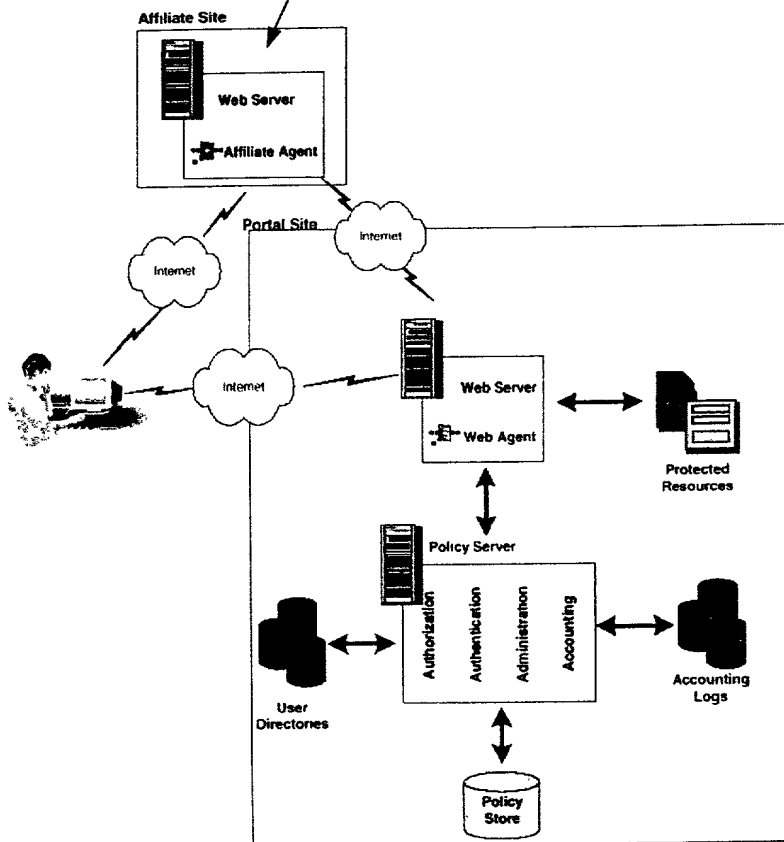 Affiliate Site
Web Server
Affiliate Agent
Portal Site
Internet
Internet
Internet
Web Server
Web Agent
Protected
Resources
Policy Server
Authorization
Authentication
Administration
Accounting
User
Directories
Accounting
Logs
Policy
Store